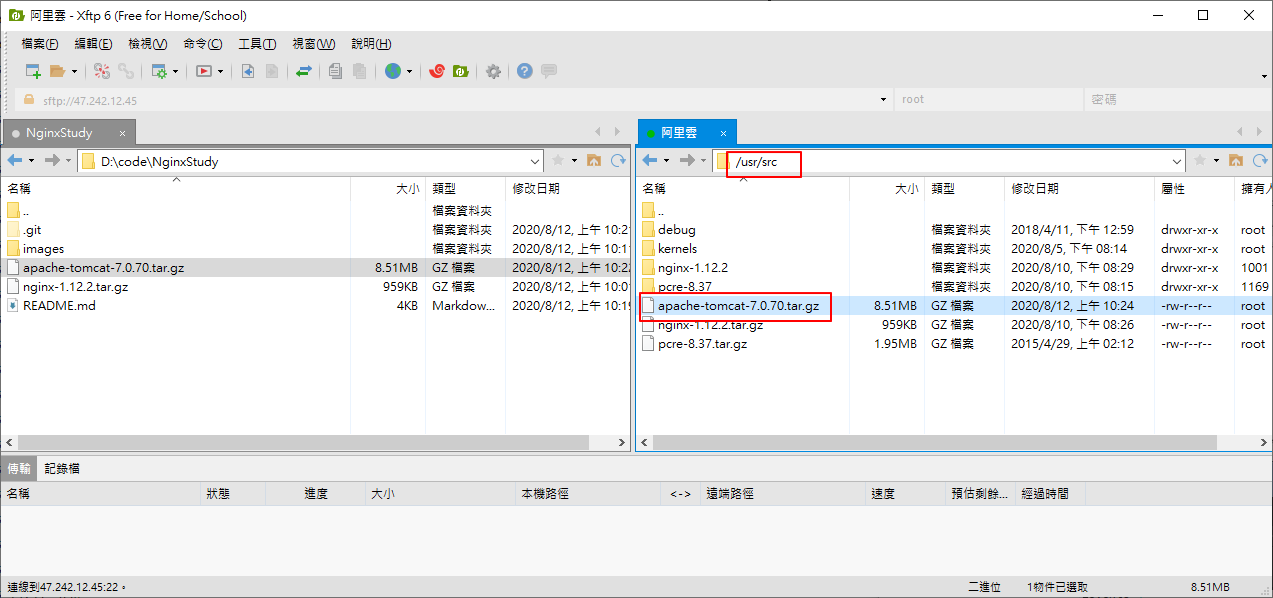 阿里雲 - Xftp 6 (Free for Home/School)
檔案(F) 編輯(E) 檢視(V) 命令(C) 工具(T) 視窗(W) 說明(H)
sftp://47.242.12.45 root 密碼
NginxStudy × 阿里雲 ×
D:\code\NginxStudy /usr/src
名稱 大小 類型 修改日期 名稱 大小 類型 修改日期 屬性
.. 檔案資料夾 ..
.git 檔案資料夾 2020/8/12, 上午 10:2 debug 檔案資料夾 2018/4/11, 下午 12:59 drwxr-xr-x root
images 檔案資料夾 2020/8/12, 上午 10:1 kernels 檔案資料夾 2020/8/5, 下午 08:14 drwxr-xr-x root
apache-tomcat-7.0.70.tar.gz 8.51MB GZ 檔案 2020/8/12, 上午 10:2 nginx-1.12.2 檔案資料夾 2020/8/10, 下午 08:29 drwxr-xr-x 1001
nginx-1.12.2.tar.gz 959KB GZ 檔案 2020/8/12, 上午 10:0 pcre-8.37 檔案資料夾 2020/8/10, 下午 08:15 drwxr-xr-x 1169
README.md 4KB Markdow... 2020/8/12, 上午 10:19 apache-tomcat-7.0.70.tar.gz 8.51MB GZ 檔案 2020/8/12, 上午 10:24 -rw-r--r-- root
nginx-1.12.2.tar.gz 959KB GZ 檔案 2020/8/10, 下午 08:26 -rw-r--r-- root
pcre-8.37.tar.gz 1.95MB GZ 檔案 2015/4/29, 上午 02:12 -rw-r--r-- root
傳輸 記錄檔
名稱 狀態 進度 大小 本機路徑 <-> 遠端路徑 速度 預估剩餘... 經過時間
連線到47.242.12.45:22。 二進位 1物件已選取 8.51MB